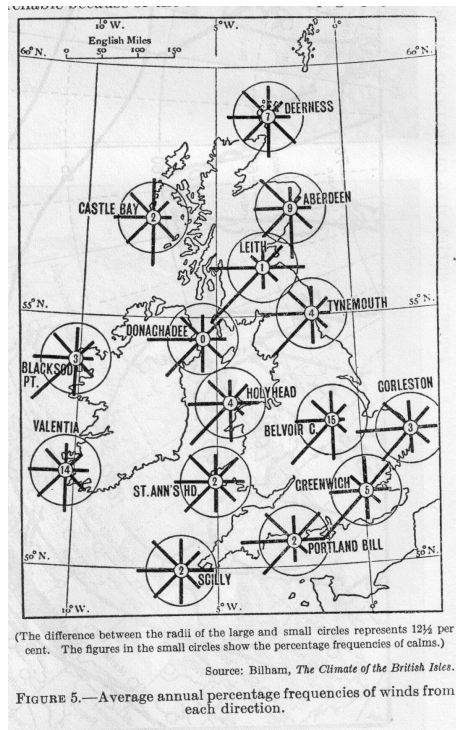 10° W.
5° W.
English Miles
0 50 100 150
60° N.
60° N.
DEERNESS
7
CASTLE BAY
2
ABERDEEN
9
LEITH
1
55° N.
55° N.
TYNEMOUTH
4
DONAGHADEE
0
BLACKSOD
PT.
3
HOLYHEAD
4
CORLESTON
3
BELVOIR C.
15
VALENTIA
14
ST. ANN'S HD.
2
GREENWICH
5
PORTLAND BILL
2
50° N.
50° N.
SCILLY
2
10° W.
5° W.
0°
(The difference between the radii of the large and small circles represents 12½ per
cent. The figures in the small circles show the percentage frequencies of calms.)
Source: Bilham, The Climate of the British Isles.
FIGURE 5.—Average annual percentage frequencies of winds from
each direction.